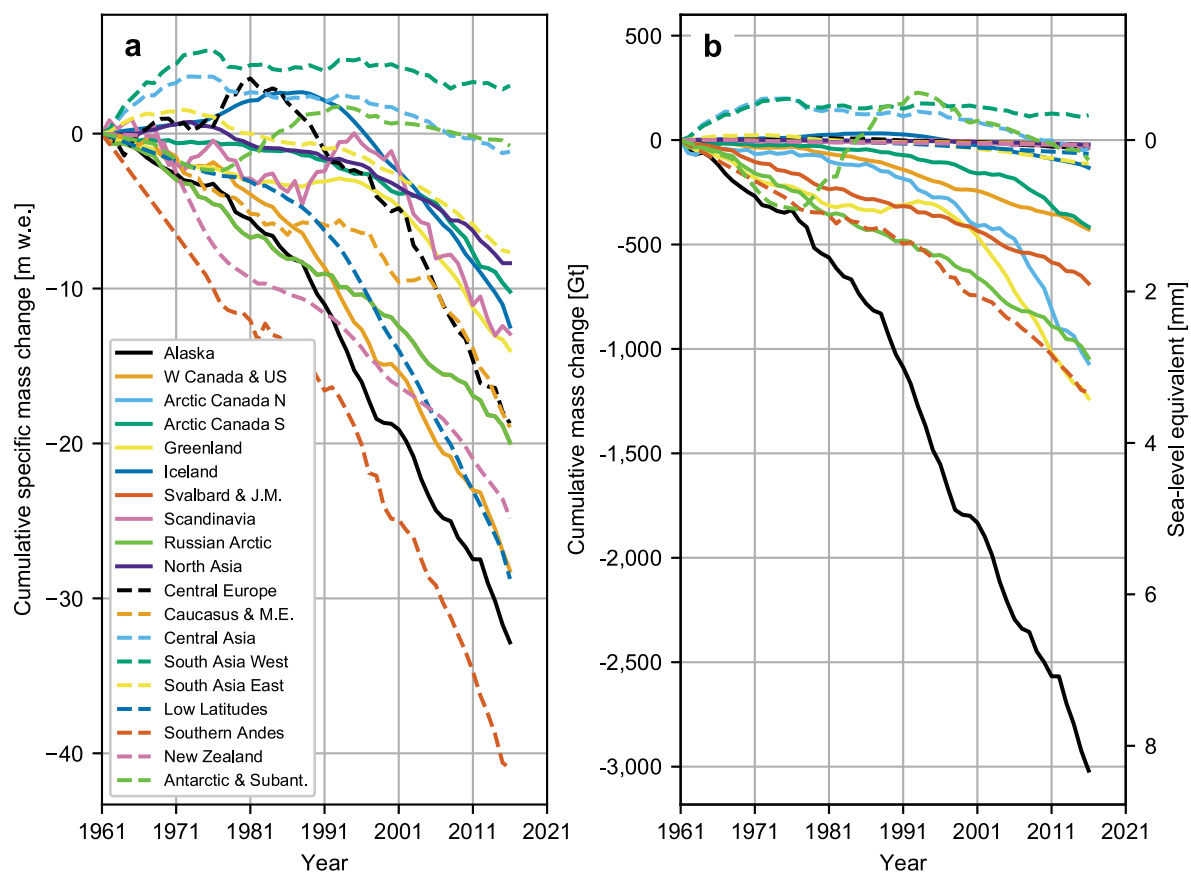 a
Cumulative specific mass change [m w.e.]
0
−10
−20
−30
−40
Alaska
W Canada & US
Arctic Canada N
Arctic Canada S
Greenland
Iceland
Svalbard & J.M.
Scandinavia
Russian Arctic
North Asia
Central Europe
Caucasus & M.E.
Central Asia
South Asia West
South Asia East
Low Latitudes
Southern Andes
New Zealand
Antarctic & Subant.
1961 1971 1981 1991 2001 2011 2021
Year
b
Cumulative mass change [Gt]
500
0
-500
-1,000
-1,500
-2,000
-2,500
-3,000
1961 1971 1981 1991 2001 2011 2021
Year
0
2
4
6
8
Sea-level equivalent [mm]